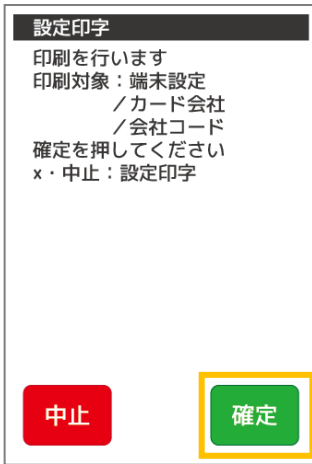 設定印字
印刷を行います
印刷対象：端末設定
／カード会社
／会社コード
確定を押してください
×・中止：設定印字
中止
確定